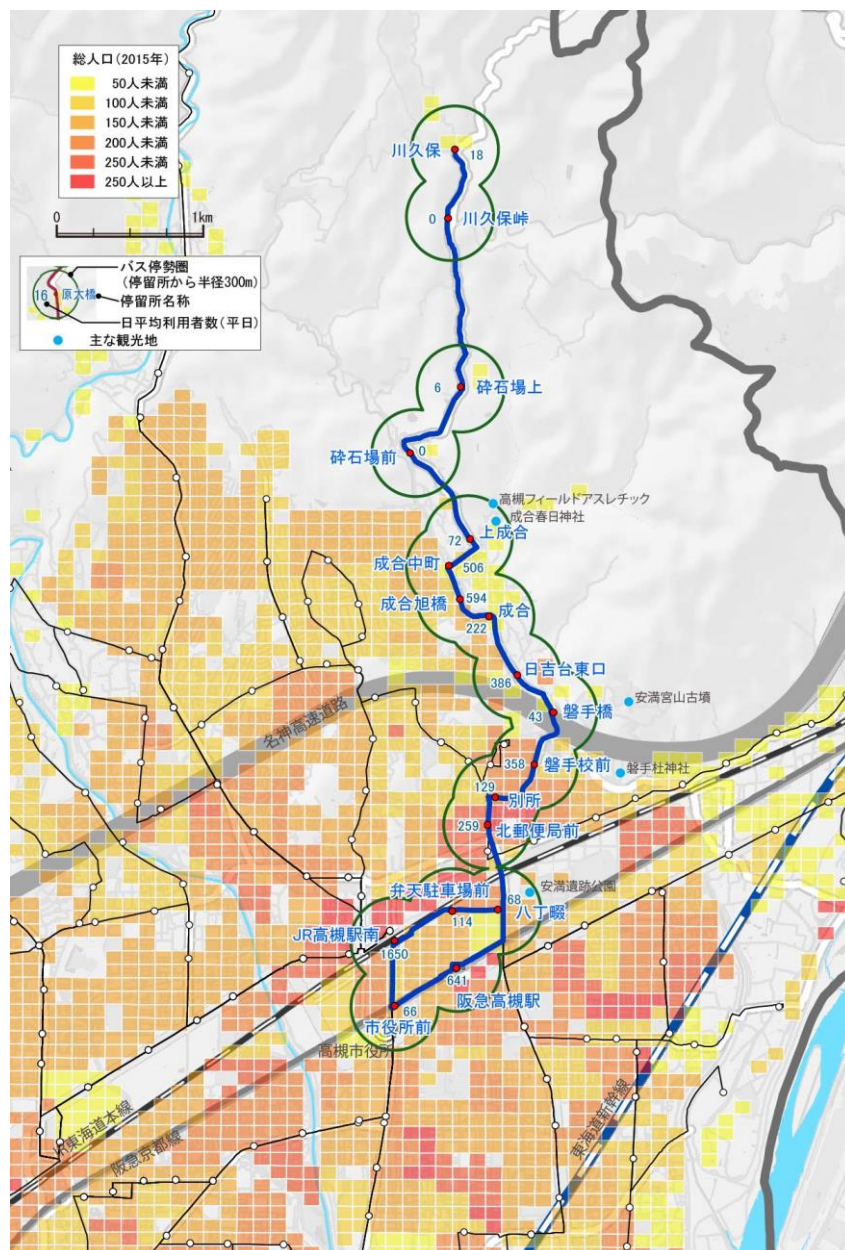 総人口(2015年)
50人未満
100人未満
150人未満
200人未満
250人未満
250人以上
0
1km
バス停勢圏
(停留所から半径300m)
16
原大橋
停留所名称
日平均利用者数(平日)
主な観光地
川久保
18
0
川久保峠
6
砕石場上
砕石場前
0
高槻フィールドアスレチック
成合春日神社
72
上成合
成合中町
506
成合旭橋
594
成合
222
日吉台東口
386
安満宮山古墳
43
磐手橋
名神高速道路
358
磐手校前
磐手杜神社
129
別所
259
北郵便局前
弁天駐車場前
安満遺跡公園
68
八丁畷
114
JR高槻駅南
1650
641
阪急高槻駅
66
市役所前
高槻市役所
JR東海道本線
阪急京都線
東海道新幹線